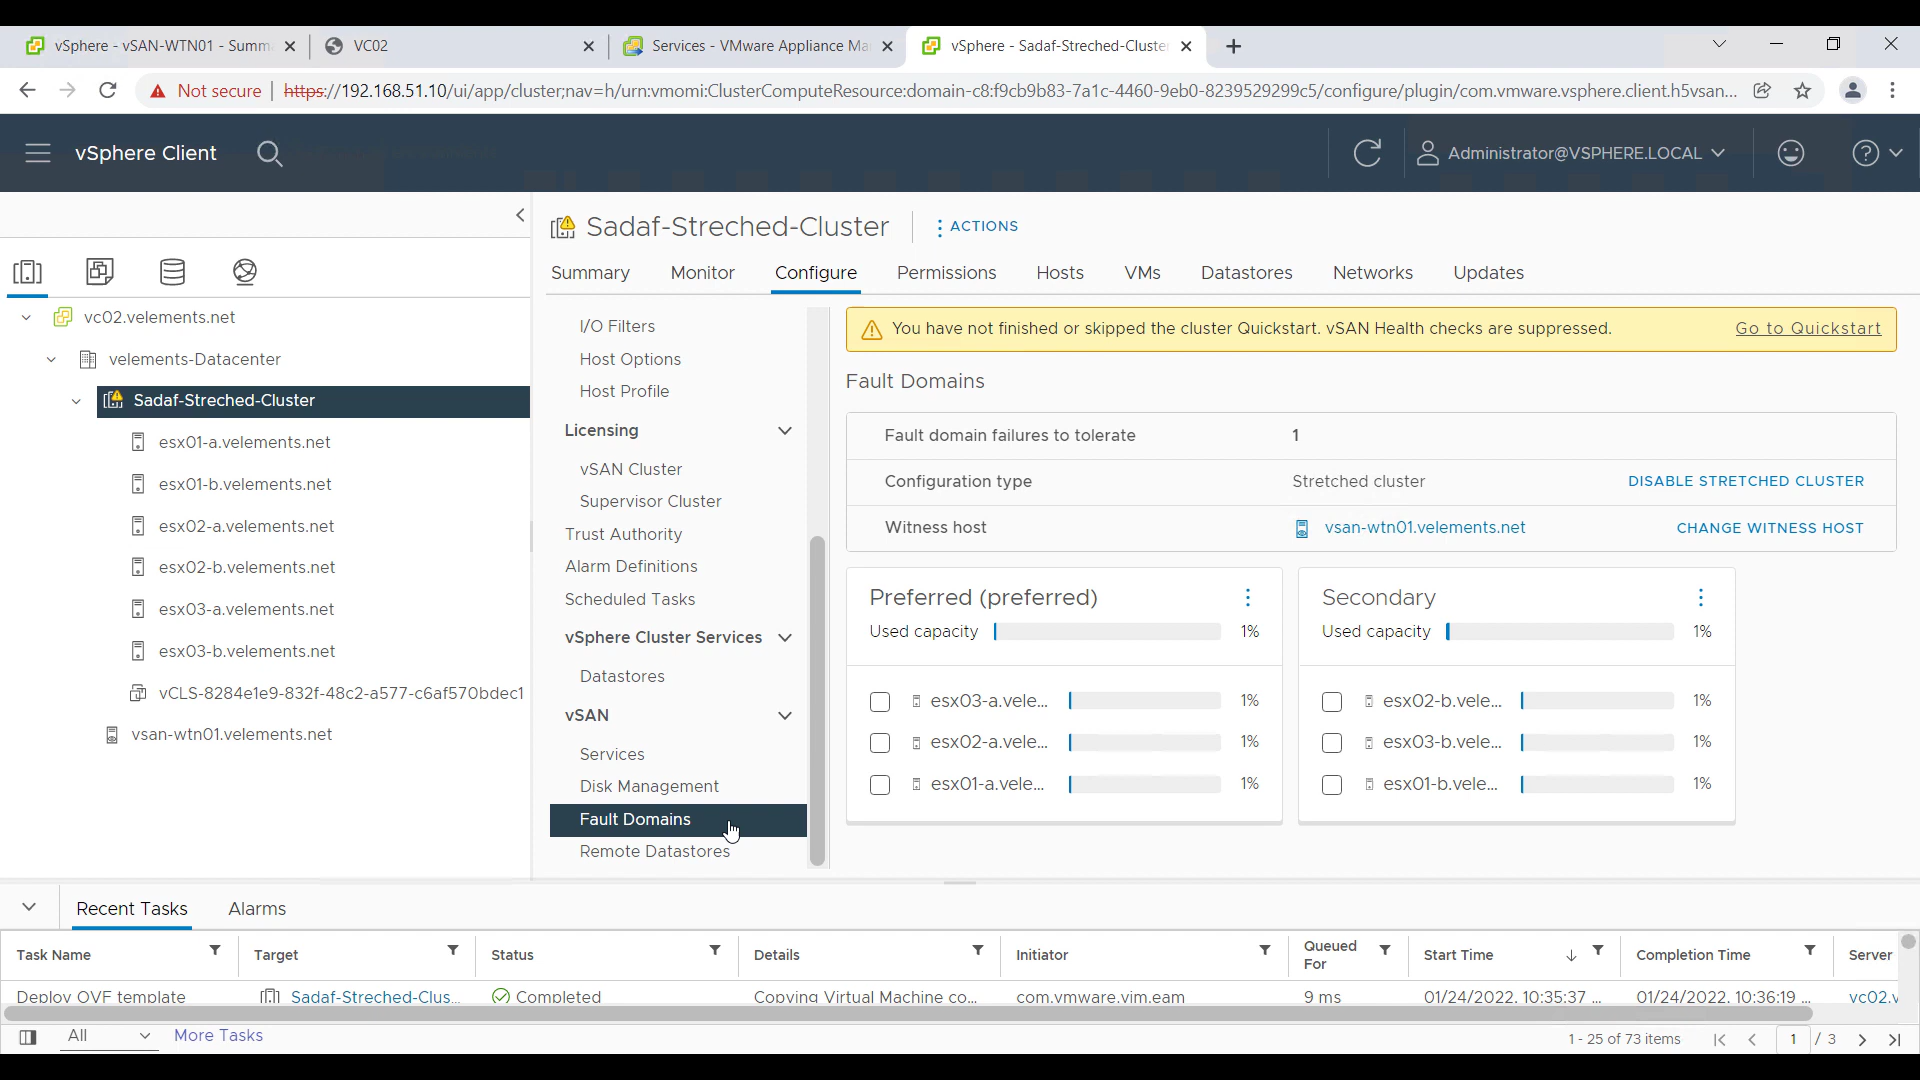 vSphere - vSAN-WTN01 - Summ
VC02
Services - VMware Appliance Ma
vSphere - Sadaf-Streched-Cluste
Not secure
https://192.168.51.10/ui/app/cluster;nav=h/urn:vmomi:ClusterComputeResource:domain-c8:f9cb9b83-7a1c-4460-9eb0-8239529299c5/configure/plugin/com.vmware.vsphere.client.h5vsan...
vSphere Client
Administrator@VSPHERE.LOCAL
Sadaf-Streched-Cluster
ACTIONS
Summary
Monitor
Configure
Permissions
Hosts
VMs
Datastores
Networks
Updates
vc02.velements.net
velements-Datacenter
Sadaf-Streched-Cluster
esx01-a.velements.net
esx01-b.velements.net
esx02-a.velements.net
esx02-b.velements.net
esx03-a.velements.net
esx03-b.velements.net
vCLS-8284e1e9-832f-48c2-a577-c6af570bdec1
vsan-wtn01.velements.net
I/O Filters
Host Options
Host Profile
Licensing
vSAN Cluster
Supervisor Cluster
Trust Authority
Alarm Definitions
Scheduled Tasks
vSphere Cluster Services
Datastores
vSAN
Services
Disk Management
Fault Domains
Remote Datastores
You have not finished or skipped the cluster Quickstart. vSAN Health checks are suppressed.
Go to Quickstart
Fault Domains
Fault domain failures to tolerate 1
Configuration type Stretched cluster DISABLE STRETCHED CLUSTER
Witness host vsan-wtn01.velements.net CHANGE WITNESS HOST
Preferred (preferred)
Used capacity 1%
esx03-a.vele... 1%
esx02-a.vele... 1%
esx01-a.vele... 1%
Secondary
Used capacity 1%
esx02-b.vele... 1%
esx03-b.vele... 1%
esx01-b.vele... 1%
Recent Tasks
Alarms
Task Name
Target
Status
Details
Initiator
Queued
For
Start Time
Completion Time
Server
Deploy OVF template Sadaf-Streched-Clus... Completed Copying Virtual Machine co... com.vmware.vim.eam 9 ms 01/24/2022, 10:35:37 ... 01/24/2022, 10:36:19 ... vc02.v
All
More Tasks
1 - 25 of 73 items
1 / 3